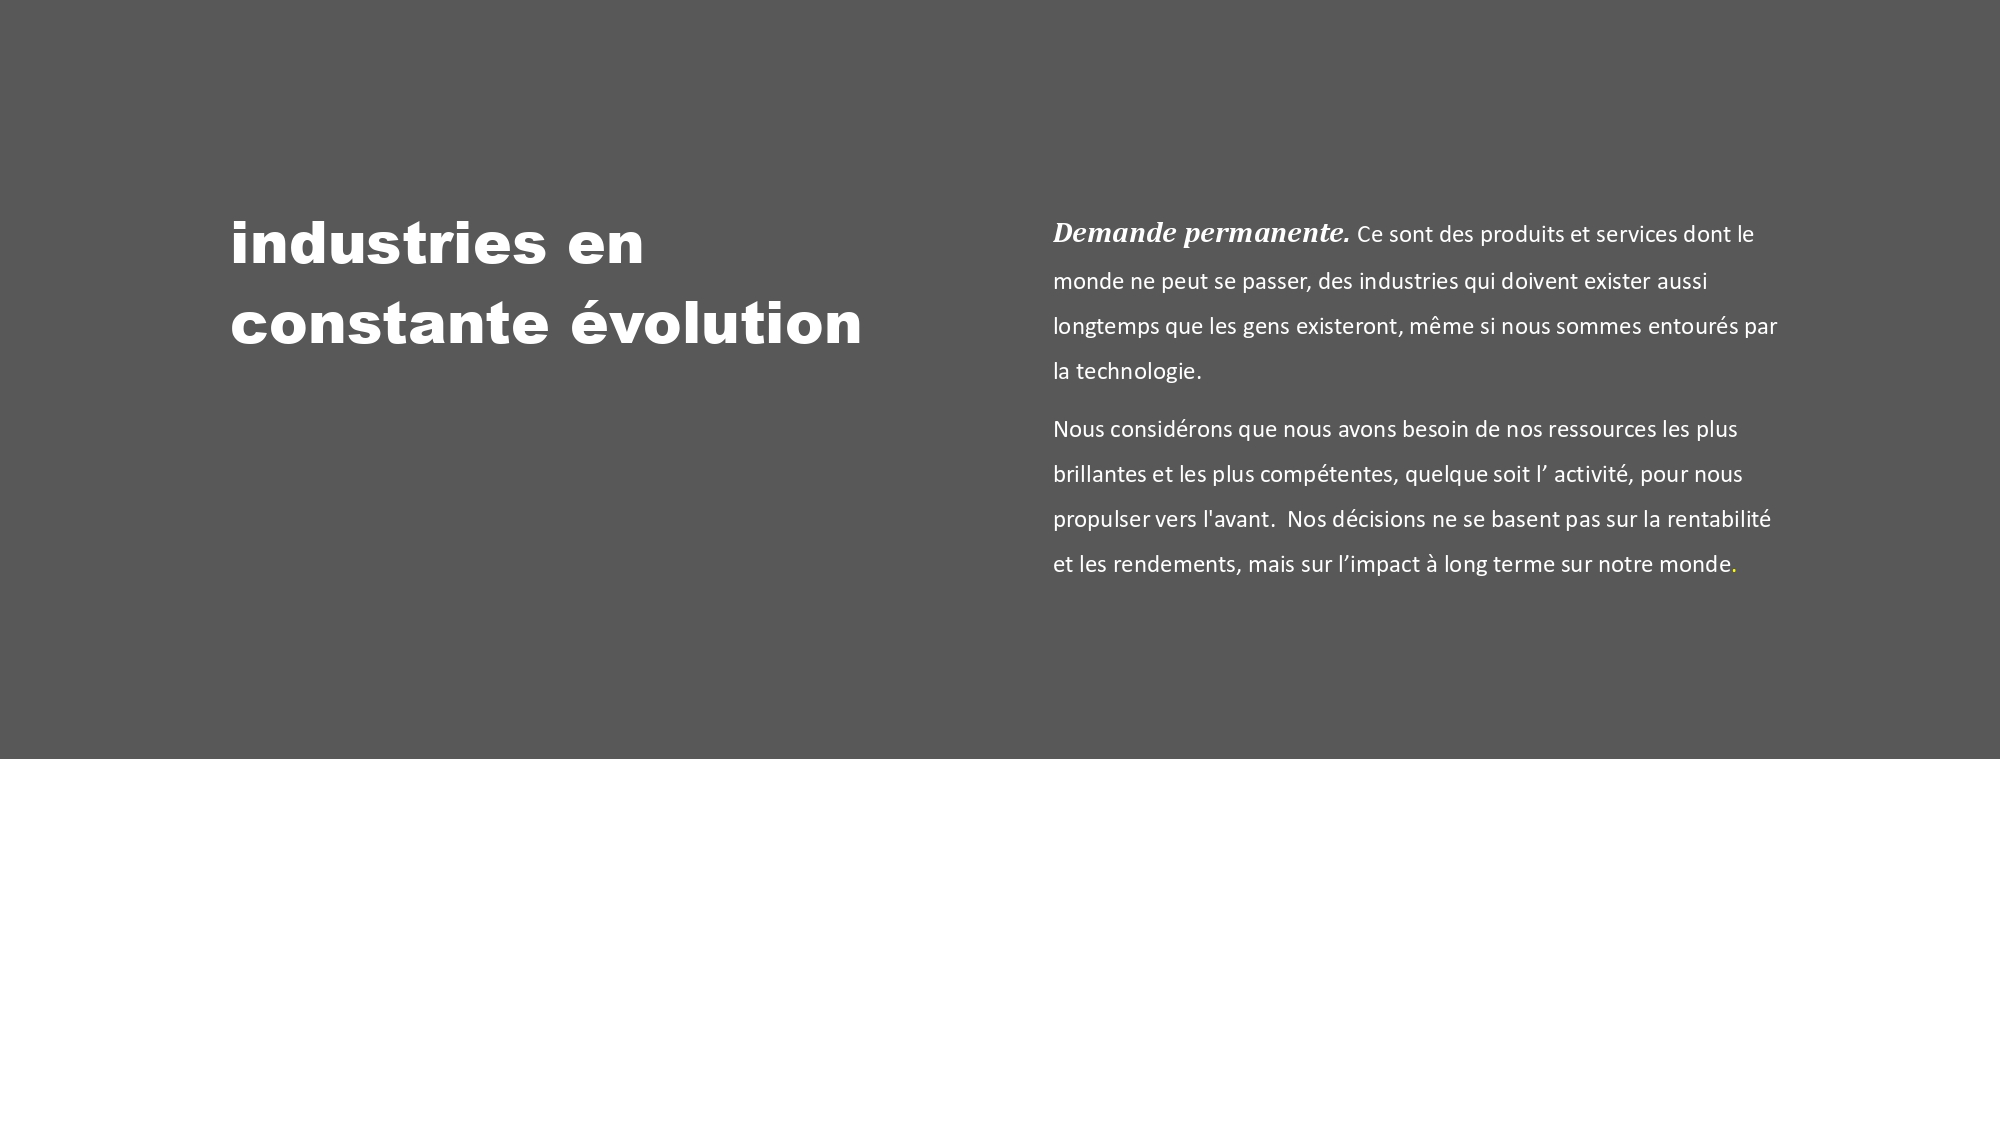 industries en
constante évolution
Demande permanente. Ce sont des produits et services dont le
monde ne peut se passer, des industries qui doivent exister aussi
longtemps que les gens existeront, même si nous sommes entourés par
la technologie.
Nous considérons que nous avons besoin de nos ressources les plus
brillantes et les plus compétentes, quelque soit l’ activité, pour nous
propulser vers l'avant.  Nos décisions ne se basent pas sur la rentabilité
et les rendements, mais sur l’impact à long terme sur notre monde.